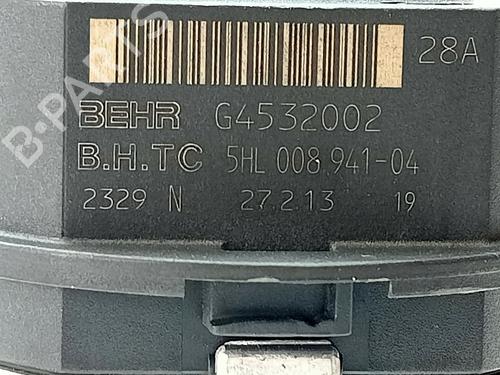 B-PARTS
28A
BEHR G4532002
B.H.TC 5HL 008 941-04
2329 N 27.2.13 19